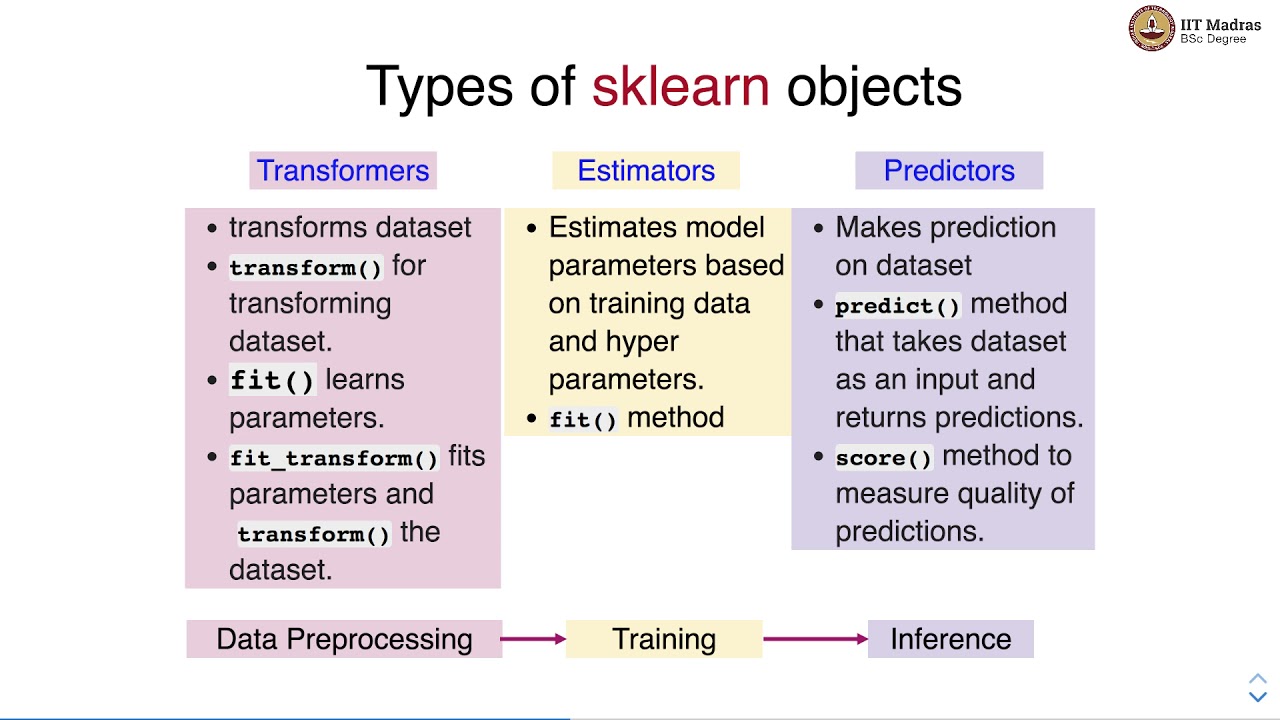 IIT Madras
BSc Degree
Types of sklearn objects
Transformers
• transforms dataset
• transform() for
transforming
dataset.
• fit() learns
parameters.
• fit_transform() fits
parameters and
transform() the
dataset.
Estimators
• Estimates model
parameters based
on training data
and hyper
parameters.
• fit() method
Predictors
• Makes prediction
on dataset
• predict() method
that takes dataset
as an input and
returns predictions.
• score() method to
measure quality of
predictions.
Data Preprocessing
Training
Inference